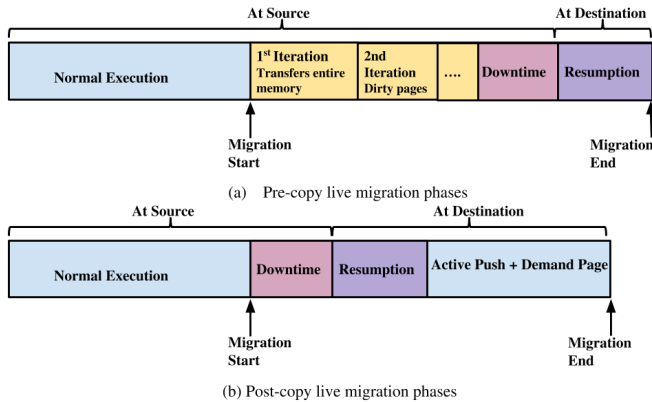 At Source
At Destination
Normal Execution
1st Iteration
Transfers entire
memory
2nd
Iteration
Dirty pages
....
Downtime
Resumption
Migration
Start
Migration
End
(a) Pre-copy live migration phases
At Source
At Destination
Normal Execution
Downtime
Resumption
Active Push + Demand Page
Migration
Start
Migration
End
(b) Post-copy live migration phases